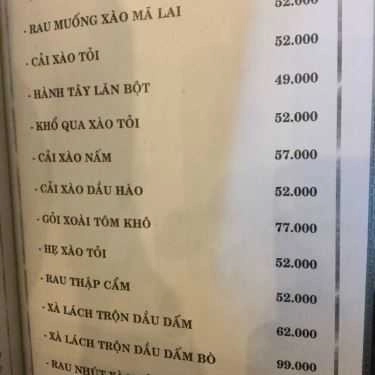 - RAU MUỐNG XÀO MÃ LAI 52.000
- CẢI XÀO TỎI 52.000
- HÀNH TÂY LĂN BỘT 49.000
- KHỔ QUA XÀO TỎI 52.000
- CẢI XÀO NẤM 57.000
- CẢI XÀO DẦU HÀO 52.000
- GỎI XOÀI TÔM KHÔ 77.000
- HẸ XÀO TỎI 52.000
- RAU THẬP CẨM 52.000
- XÀ LÁCH TRỘN DẦU DẤM 62.000
- XÀ LÁCH TRỘN DẦU DẤM BÒ 99.000
- RAU NHÚT